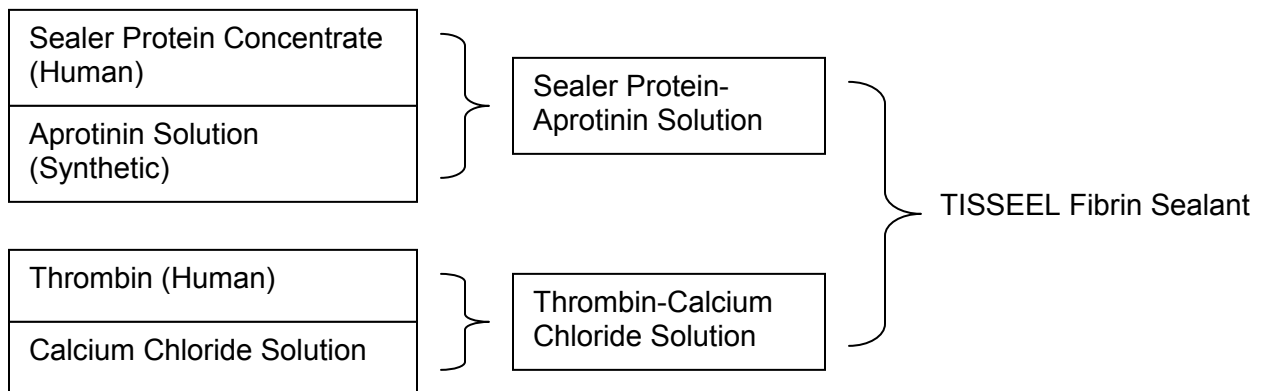 Sealer Protein Concentrate
(Human)
Aprotinin Solution
(Synthetic)
Sealer Protein-
Aprotinin Solution
Thrombin (Human)
Calcium Chloride Solution
Thrombin-Calcium
Chloride Solution
TISSEEL Fibrin Sealant